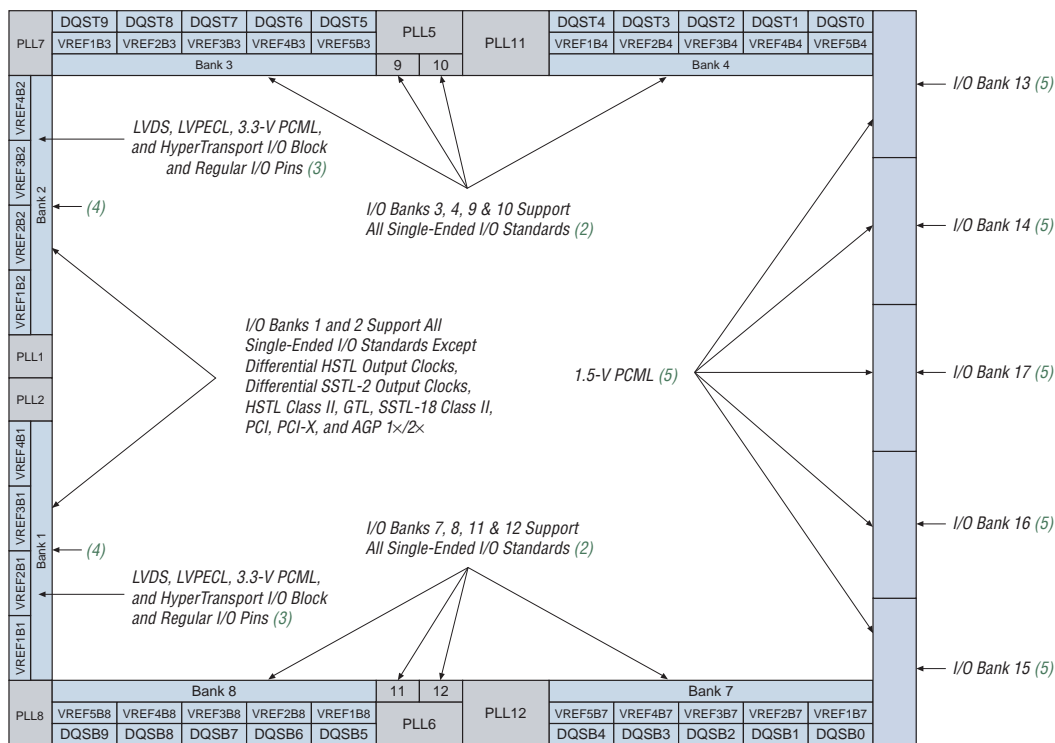 PLL7
DQST9 DQST8 DQST7 DQST6 DQST5
VREF1B3 VREF2B3 VREF3B3 VREF4B3 VREF5B3
Bank 3
PLL5
9 10
PLL11
DQST4 DQST3 DQST2 DQST1 DQST0
VREF1B4 VREF2B4 VREF3B4 VREF4B4 VREF5B4
Bank 4
VREF4B2
VREF3B2
VREF2B2
VREF1B2
Bank 2
LVDS, LVPECL, 3.3-V PCML,
and HyperTransport I/O Block
and Regular I/O Pins (3)
(4)
I/O Banks 3, 4, 9 & 10 Support
All Single-Ended I/O Standards (2)
I/O Bank 13 (5)
I/O Bank 14 (5)
PLL1
PLL2
I/O Banks 1 and 2 Support All
Single-Ended I/O Standards Except
Differential HSTL Output Clocks,
Differential SSTL-2 Output Clocks,
HSTL Class II, GTL, SSTL-18 Class II,
PCI, PCI-X, and AGP 1×/2×
1.5-V PCML (5)
I/O Bank 17 (5)
VREF4B1
VREF3B1
VREF2B1
VREF1B1
Bank 1
(4)
LVDS, LVPECL, 3.3-V PCML,
and HyperTransport I/O Block
and Regular I/O Pins (3)
I/O Banks 7, 8, 11 & 12 Support
All Single-Ended I/O Standards (2)
I/O Bank 16 (5)
I/O Bank 15 (5)
PLL8
Bank 8
VREF5B8 VREF4B8 VREF3B8 VREF2B8 VREF1B8
DQSB9 DQSB8 DQSB7 DQSB6 DQSB5
11 12
PLL6
PLL12
Bank 7
VREF5B7 VREF4B7 VREF3B7 VREF2B7 VREF1B7
DQSB4 DQSB3 DQSB2 DQSB1 DQSB0